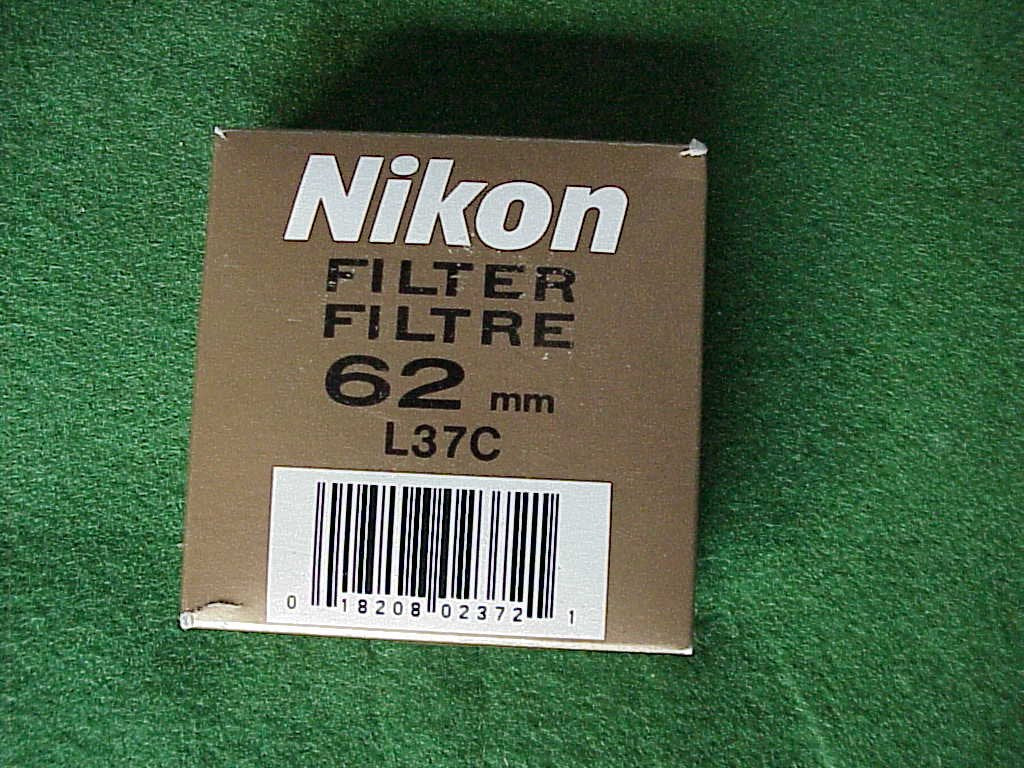 Nikon
FILTER
FILTRE
62 mm
L37C
0 18208 02372 1